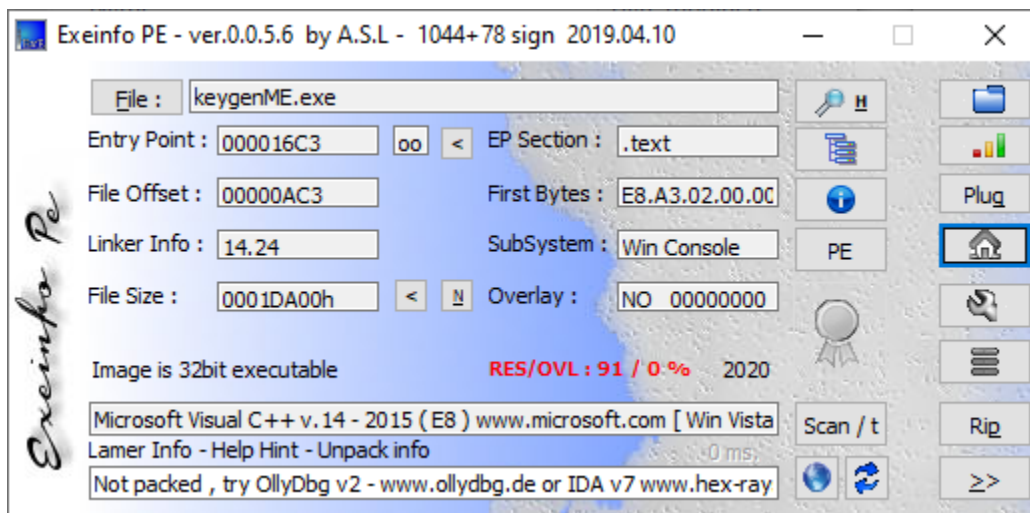 Exeinfo PE - ver.0.0.5.6 by A.S.L - 1044+78 sign 2019.04.10
File : keygenME.exe H
Entry Point : 000016C3 oo < EP Section : .text
File Offset : 00000AC3 First Bytes : E8.A3.02.00.00 Plug
Linker Info : 14.24 SubSystem : Win Console PE
File Size : 0001DA00h < N Overlay : NO 00000000
Image is 32bit executable RES/OVL : 91 / 0 % 2020
Microsoft Visual C++ v.14 - 2015 ( E8 ) www.microsoft.com [ Win Vista Scan / t Rip
Lamer Info - Help Hint - Unpack info 0 ms.
Not packed , try OllyDbg v2 - www.ollydbg.de or IDA v7 www.hex-ray >>
Exeinfo Pe